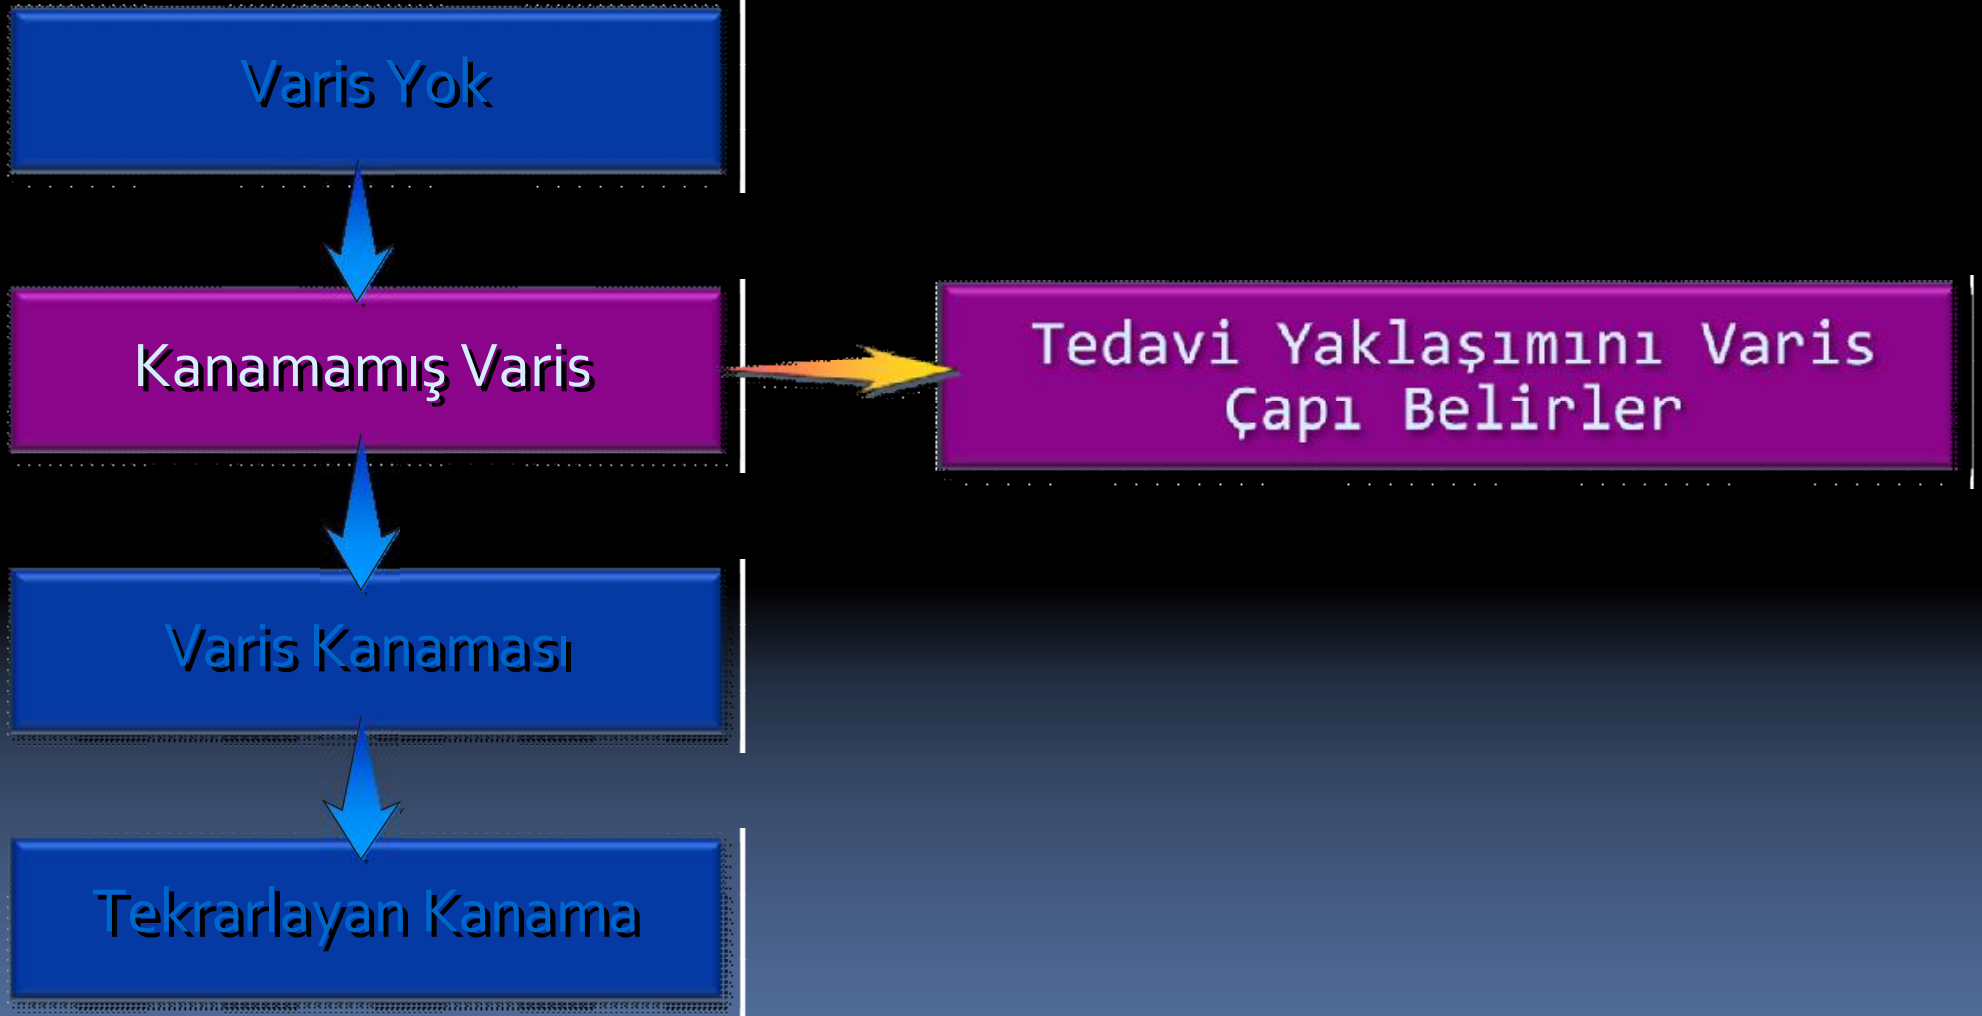 Varis Yok
Kanamamış Varis
Tedavi Yaklaşımını Varis
Çapı Belirler
Varis Kanaması
Tekrarlayan Kanama